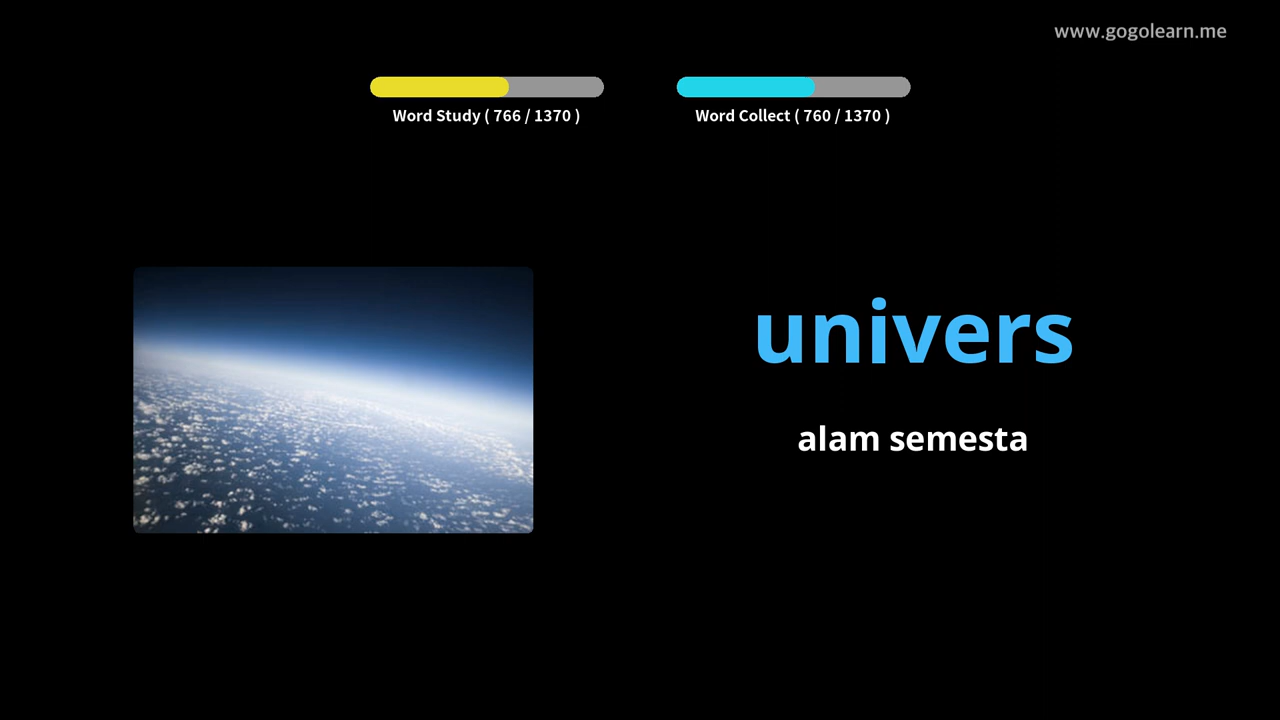 www.gogolearn.me
Word Study ( 766 / 1370 )
Word Collect ( 760 / 1370 )
univers
alam semesta